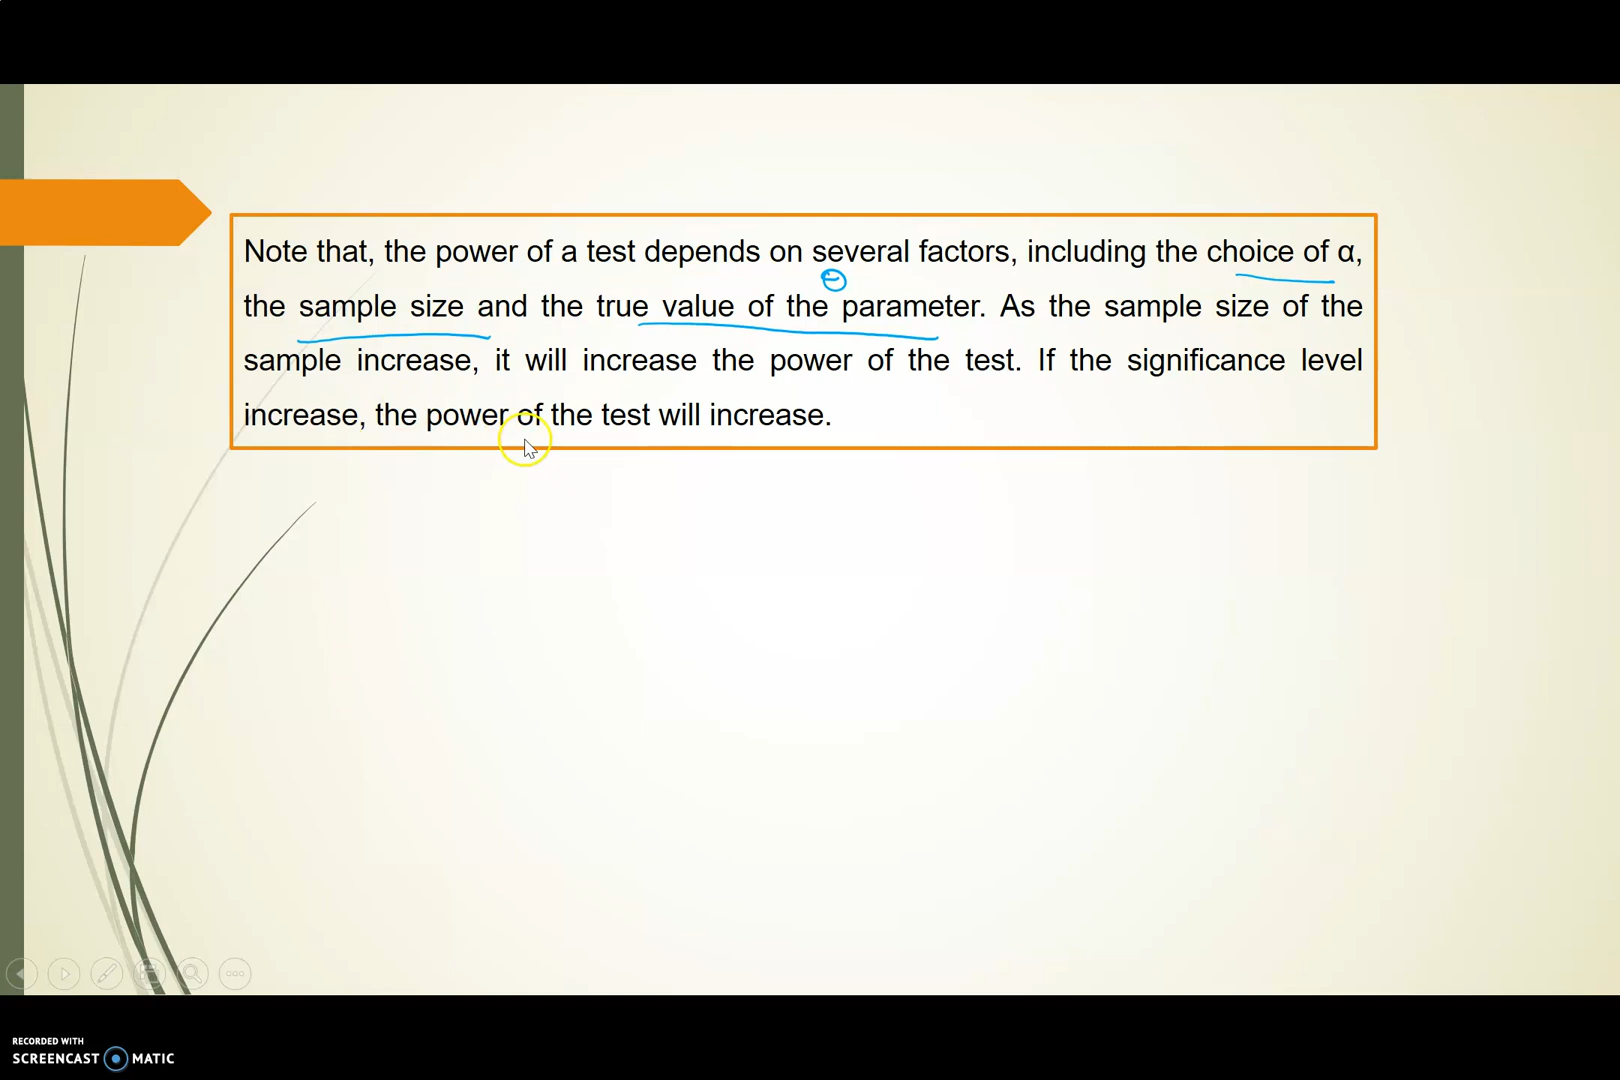 Note that, the power of a test depends on several factors, including the choice of α,
θ
the sample size and the true value of the parameter. As the sample size of the
sample increase, it will increase the power of the test. If the significance level
increase, the power of the test will increase.
RECORDED WITH
SCREENCAST MATIC